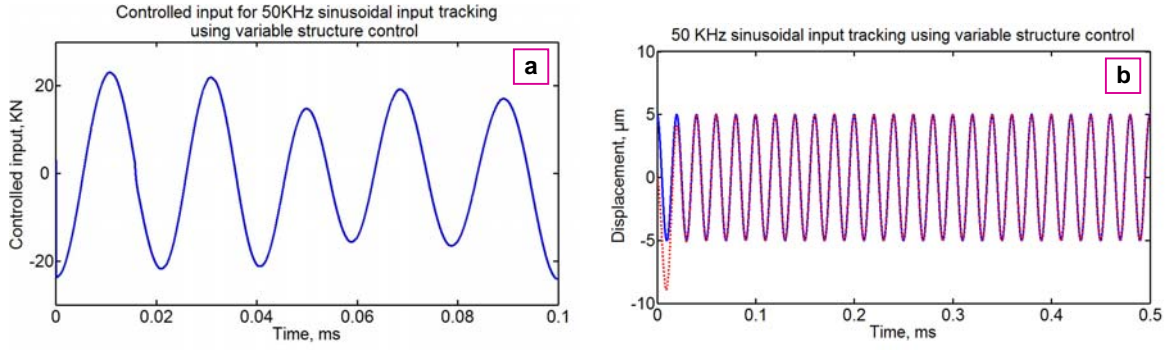 Controlled input for 50KHz sinusoidal input tracking
using variable structure control
a
20
0
-20
Controlled input, KN
0
0.02
0.04
0.06
0.08
0.1
Time, ms
50 KHz sinusoidal input tracking using variable structure control
b
10
5
0
-5
-10
Displacement, µm
0
0.1
0.2
0.3
0.4
0.5
Time, ms